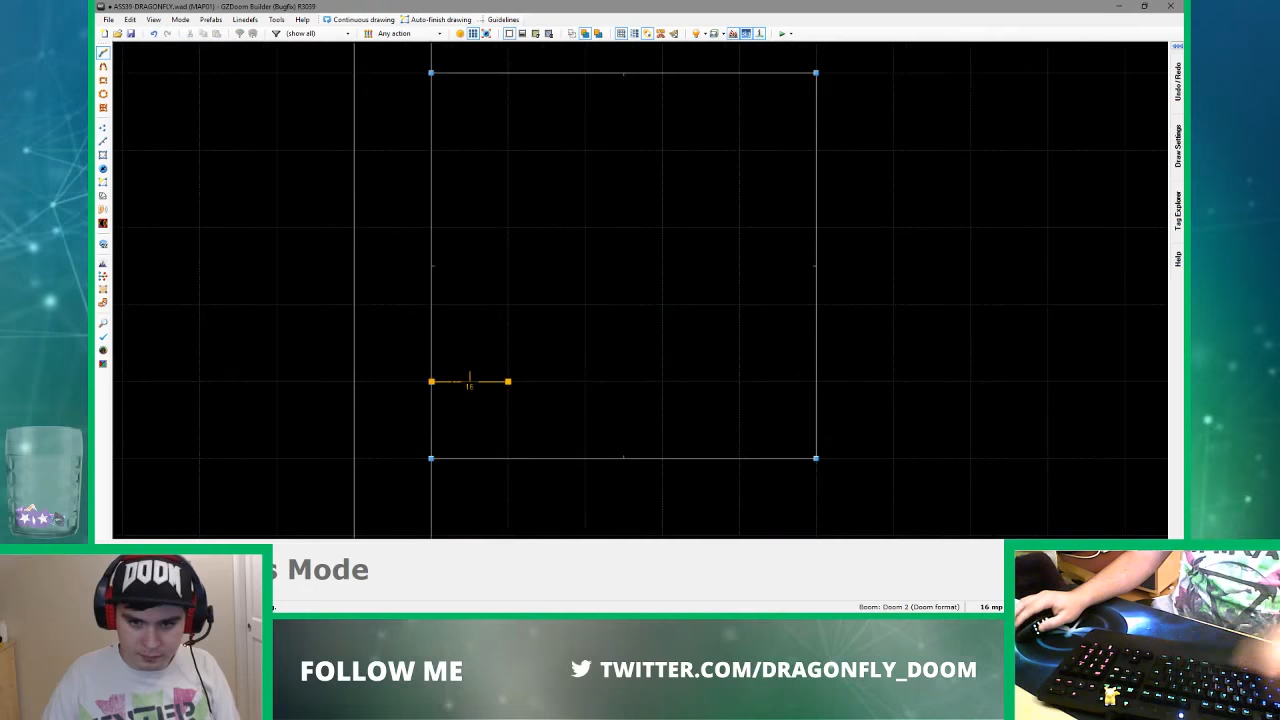 ASS39-DRAGONFLY.wad (MAP01) - GZDoom Builder (Bugfix) R3039
File Edit View Mode Prefabs Linedefs Tools Help Continuous drawing Auto-finish drawing Guidelines
(show all) Any action
Undo / Redo
Draw Settings
Tag Explorer
Help
16
s Mode
Boom: Doom 2 (Doom format) 16 mp
DOOM
FOLLOW ME
TWITTER.COM/DRAGONFLY_DOOM